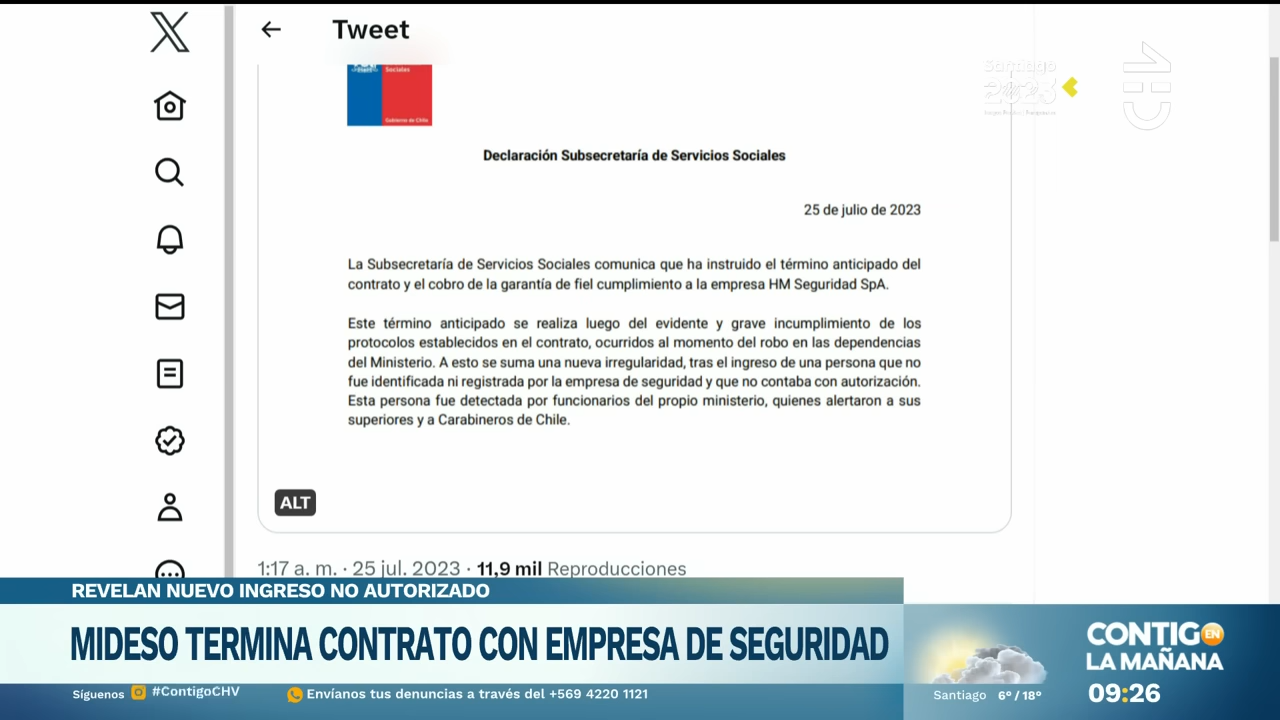 Tweet
Sociales
Gobierno de Chile
Santiago
2023
CHV
Declaración Subsecretaría de Servicios Sociales
25 de julio de 2023
La Subsecretaría de Servicios Sociales comunica que ha instruido el término anticipado del
contrato y el cobro de la garantía de fiel cumplimiento a la empresa HM Seguridad SpA.
Este término anticipado se realiza luego del evidente y grave incumplimiento de los
protocolos establecidos en el contrato, ocurridos al momento del robo en las dependencias
del Ministerio. A esto se suma una nueva irregularidad, tras el ingreso de una persona que no
fue identificada ni registrada por la empresa de seguridad y que no contaba con autorización.
Esta persona fue detectada por funcionarios del propio ministerio, quienes alertaron a sus
superiores y a Carabineros de Chile.
ALT
1:17 a. m. · 25 jul. 2023 · 11,9 mil Reproducciones
REVELAN NUEVO INGRESO NO AUTORIZADO
MIDESO TERMINA CONTRATO CON EMPRESA DE SEGURIDAD
Síguenos #ContigoCHV Envíanos tus denuncias a través del +569 4220 1121
Santiago 6° / 18°
CONTIGO EN
LA MAÑANA
09:26